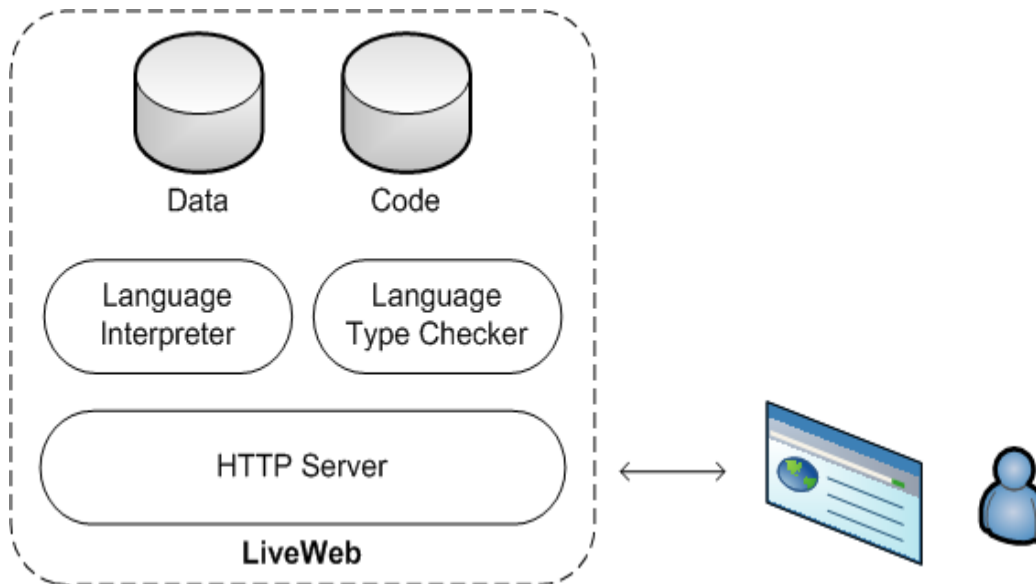 Data
Code
Language
Interpreter
Language
Type Checker
HTTP Server
LiveWeb